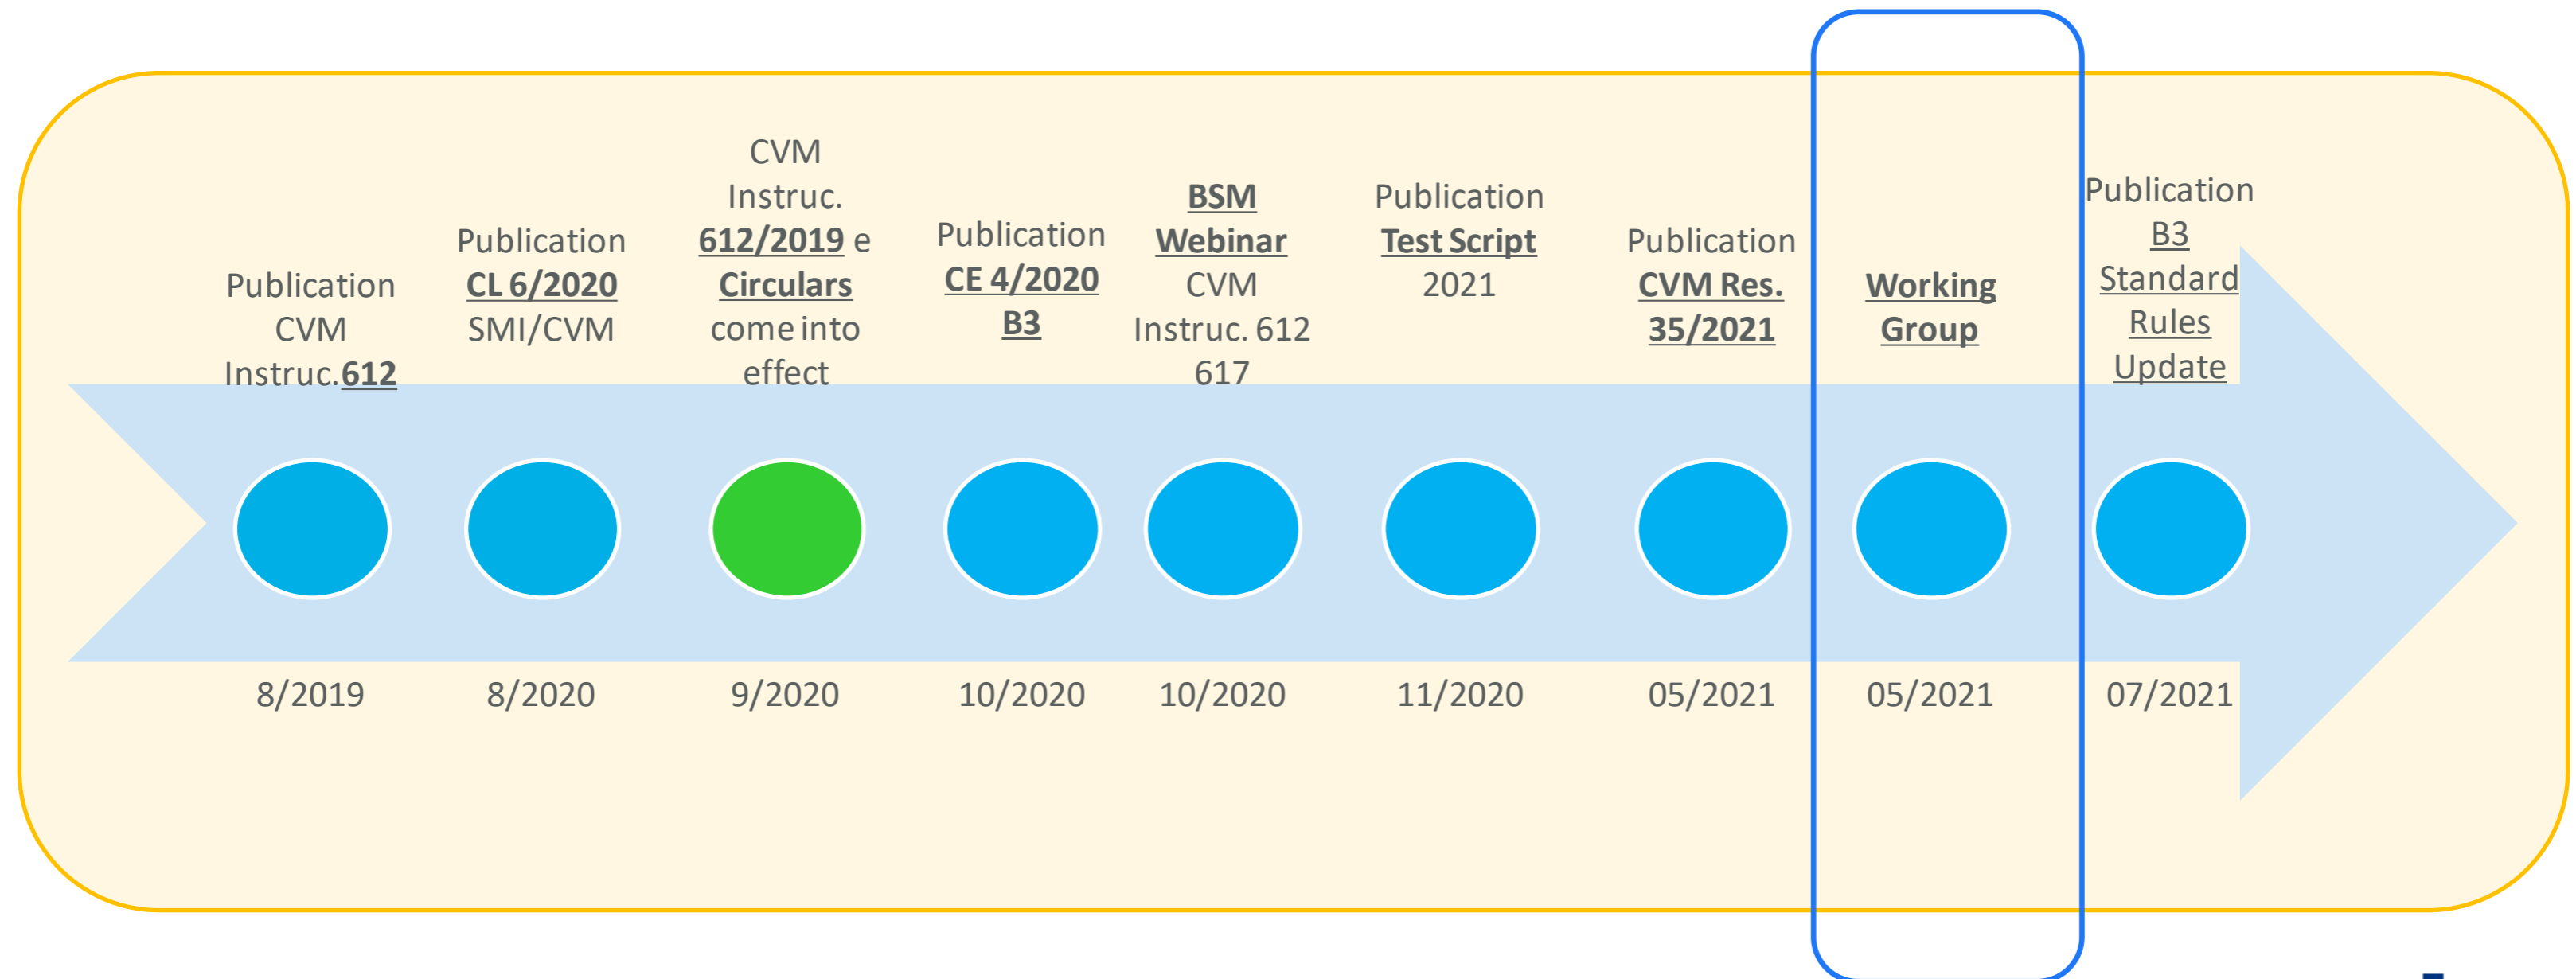 Publication
CVM
Instruc.612
Publication
CL 6/2020
SMI/CVM
CVM
Instruc.
612/2019 e
Circulars
come into
effect
Publication
CE 4/2020
B3
BSM
Webinar
CVM
Instruc. 612
617
Publication
Test Script
2021
Publication
CVM Res.
35/2021
Working
Group
Publication
B3
Standard
Rules
Update
8/2019
8/2020
9/2020
10/2020
10/2020
11/2020
05/2021
05/2021
07/2021